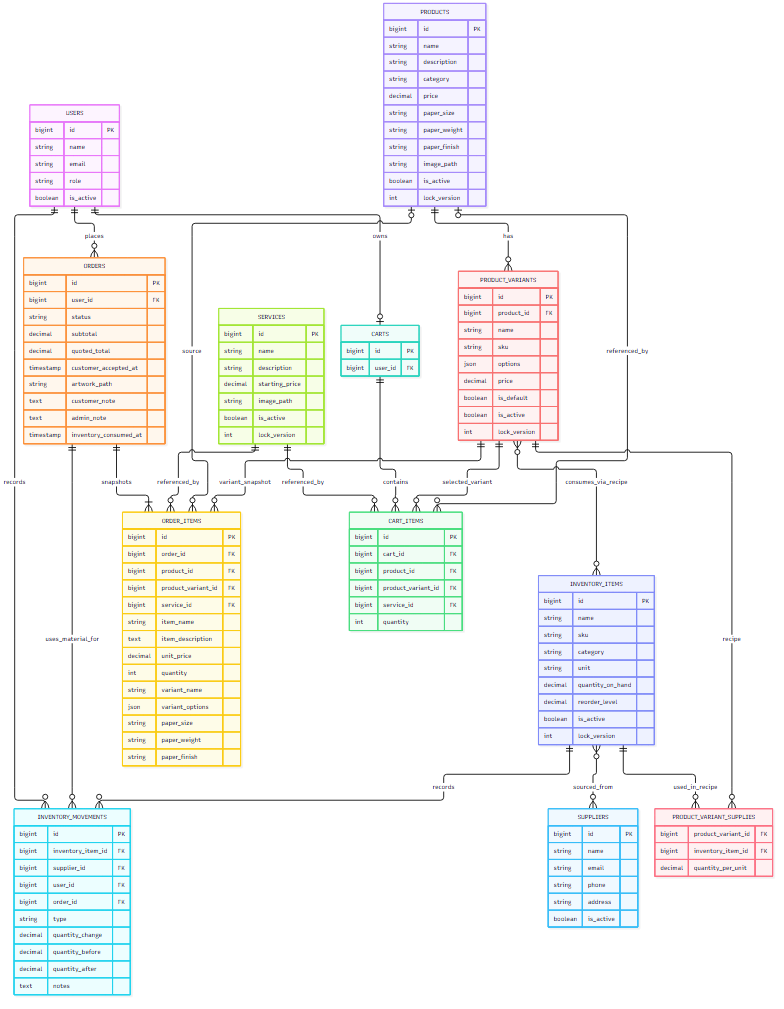 PRODUCTS
bigint id PK
string name
string description
string category
decimal price
string paper_size
string paper_weight
string paper_finish
string image_path
boolean is_active
int lock_version
USERS
bigint id PK
string name
string email
string role
boolean is_active
places
owns
has
source
referenced_by
ORDERS
bigint id PK
bigint user_id FK
string status
decimal subtotal
decimal quoted_total
timestamp customer_accepted_at
string artwork_path
text customer_note
text admin_note
timestamp inventory_consumed_at
SERVICES
bigint id PK
string name
string description
decimal starting_price
string image_path
boolean is_active
int lock_version
CARTS
bigint id PK
bigint user_id FK
PRODUCT_VARIANTS
bigint id PK
bigint product_id FK
string name
string sku
json options
decimal price
boolean is_default
boolean is_active
int lock_version
records
snapshots
referenced_by
variant_snapshot
referenced_by
contains
selected_variant
consumes_via_recipe
ORDER_ITEMS
bigint id PK
bigint order_id FK
bigint product_id FK
bigint product_variant_id FK
bigint service_id FK
string item_name
text item_description
decimal unit_price
int quantity
string variant_name
json variant_options
string paper_size
string paper_weight
string paper_finish
CART_ITEMS
bigint id PK
bigint cart_id FK
bigint product_id FK
bigint product_variant_id FK
bigint service_id FK
int quantity
INVENTORY_ITEMS
bigint id PK
string name
string sku
string category
string unit
decimal quantity_on_hand
decimal reorder_level
boolean is_active
int lock_version
uses_material_for
recipe
records
sourced_from
used_in_recipe
INVENTORY_MOVEMENTS
bigint id PK
bigint inventory_item_id FK
bigint supplier_id FK
bigint user_id FK
bigint order_id FK
string type
decimal quantity_change
decimal quantity_before
decimal quantity_after
text notes
SUPPLIERS
bigint id PK
string name
string email
string phone
string address
boolean is_active
PRODUCT_VARIANT_SUPPLIES
bigint product_variant_id FK
bigint inventory_item_id FK
decimal quantity_per_unit